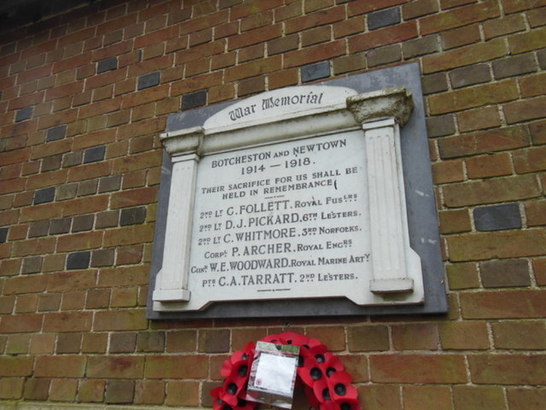 War Memorial
BOTCHESTON AND NEWTOWN
1914 — 1918.
THEIR SACRIFICE FOR US SHALL BE
HELD IN REMEMBRANCE
2ND LT G. FOLLETT, ROYAL FUSLRS
2ND LT D. J. PICKARD, 6TH LESTERS.
2ND LT C. WHITMORE, 3RD NORFOLKS.
CORPL P. ARCHER, ROYAL ENGRS
GUNR W. E. WOODWARD, ROYAL MARINE ARTY
PTE C. A. TARRATT, 2ND LESTERS.